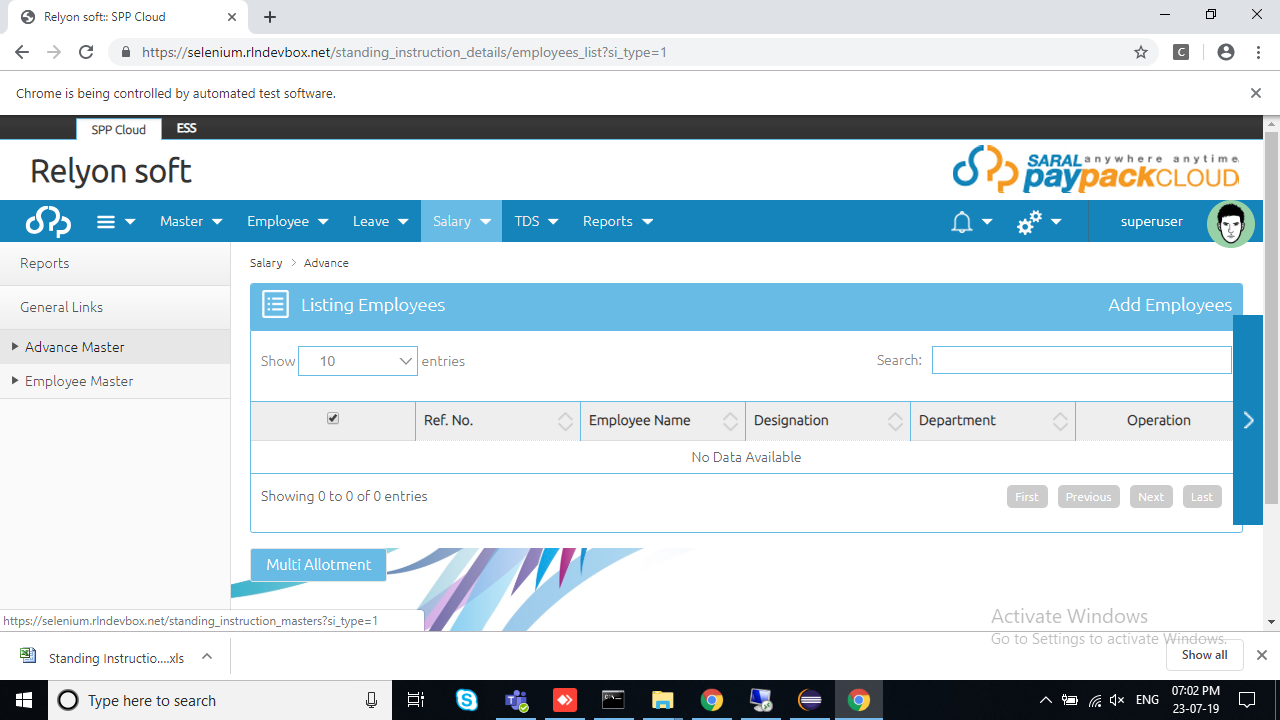 Relyon soft:: SPP Cloud
https://selenium.rlndevbox.net/standing_instruction_details/employees_list?si_type=1
C
Chrome is being controlled by automated test software.
SPP Cloud ESS
Relyon soft
SARAL anywhere anytime
paypackCLOUD
Master Employee Leave Salary TDS Reports superuser
Reports
General Links
Advance Master
Employee Master
Salary > Advance
Listing Employees Add Employees
Show 10 entries Search:
Ref. No. Employee Name Designation Department Operation
No Data Available
Showing 0 to 0 of 0 entries First Previous Next Last
Multi Allotment
https://selenium.rlndevbox.net/standing_instruction_masters?si_type=1
Activate Windows
Go to Settings to activate Windows.
Standing Instructio....xls Show all
Type here to search ENG 07:02 PM
23-07-19